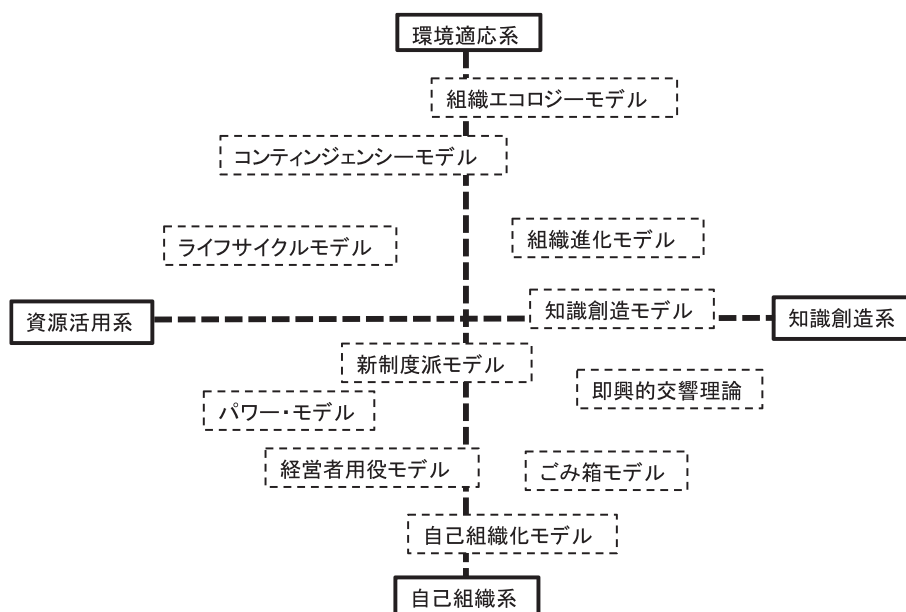 環境適応系
組織エコロジーモデル
コンティンジェンシーモデル
ライフサイクルモデル
組織進化モデル
資源活用系
知識創造モデル
知識創造系
新制度派モデル
パワー・モデル
即興的交響理論
経営者用役モデル
ごみ箱モデル
自己組織化モデル
自己組織系